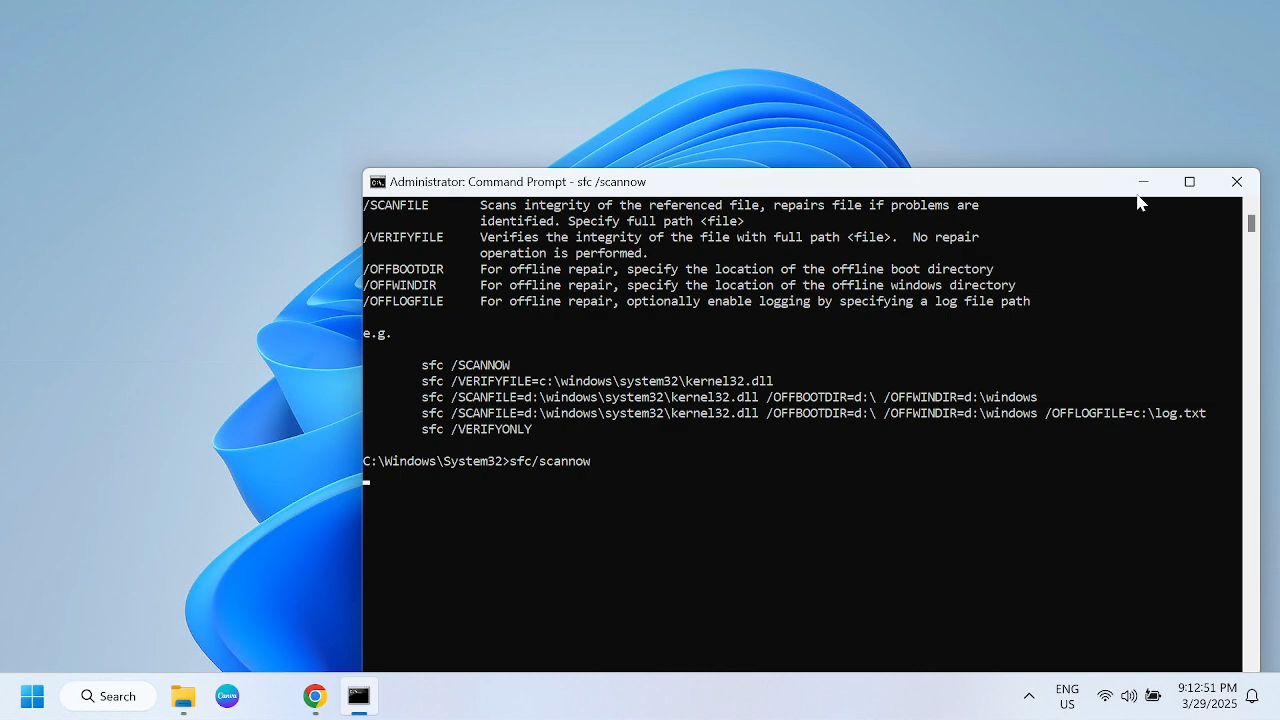 Administrator: Command Prompt - sfc /scannow
/SCANFILE Scans integrity of the referenced file, repairs file if problems are
identified. Specify full path <file>
/VERIFYFILE Verifies the integrity of the file with full path <file>. No repair
operation is performed.
/OFFBOOTDIR For offline repair, specify the location of the offline boot directory
/OFFWINDIR For offline repair, specify the location of the offline windows directory
/OFFLOGFILE For offline repair, optionally enable logging by specifying a log file path
e.g.
sfc /SCANNOW
sfc /VERIFYFILE=c:\windows\system32\kernel32.dll
sfc /SCANFILE=d:\windows\system32\kernel32.dll /OFFBOOTDIR=d:\ /OFFWINDIR=d:\windows
sfc /SCANFILE=d:\windows\system32\kernel32.dll /OFFBOOTDIR=d:\ /OFFWINDIR=d:\windows /OFFLOGFILE=c:\log.txt
sfc /VERIFYONLY
C:\Windows\System32>sfc/scannow
Search
Canva
ENG
US
9:12:51 PM
3/29/2025